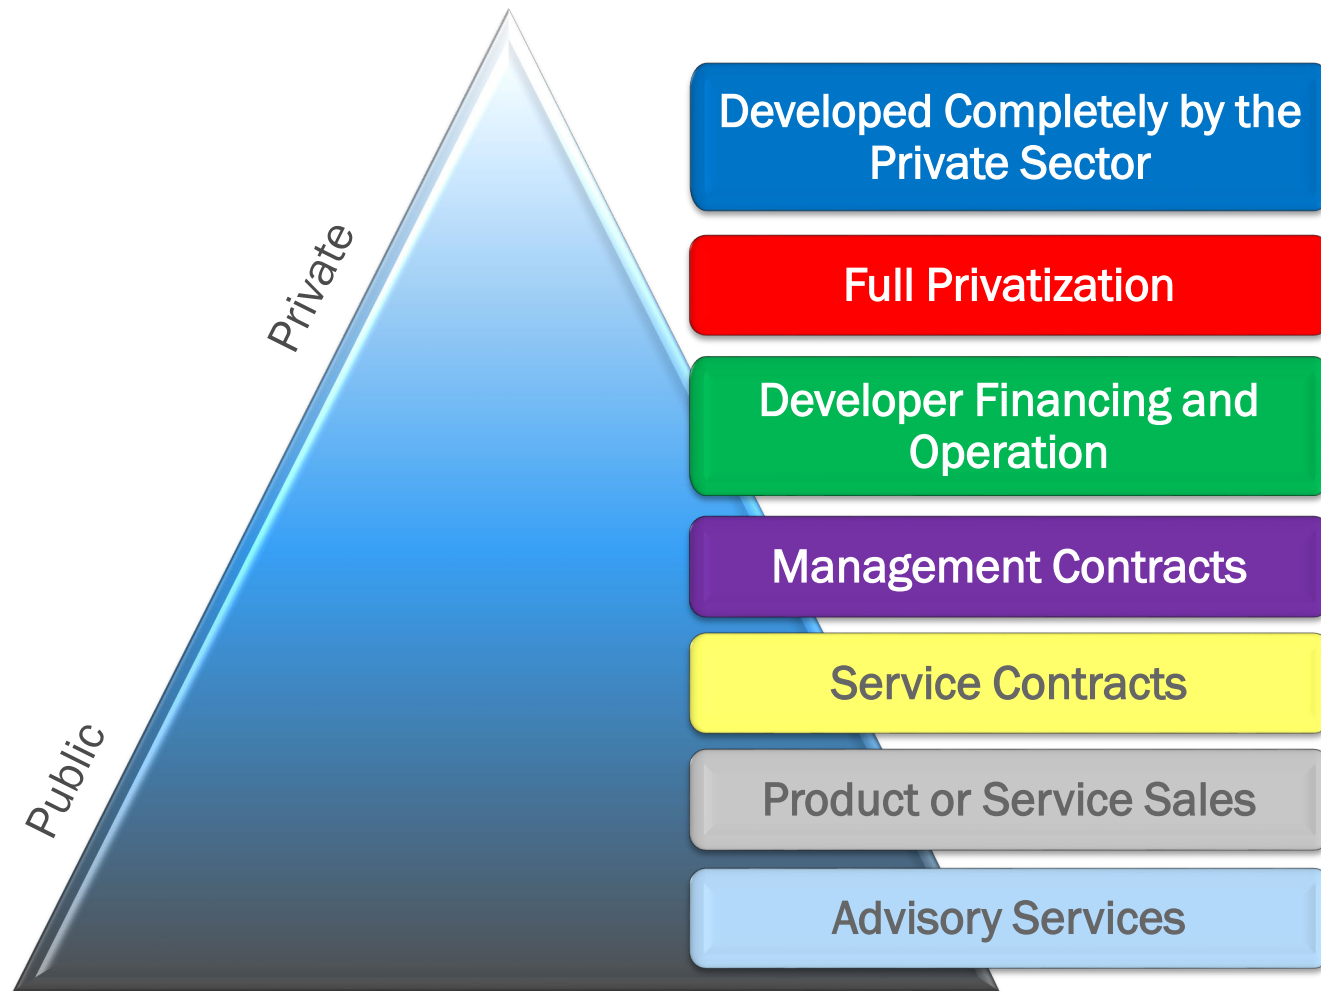 Developed Completely by the
Private Sector
Private
Full Privatization
Developer Financing and
Operation
Management Contracts
Service Contracts
Public
Product or Service Sales
Advisory Services